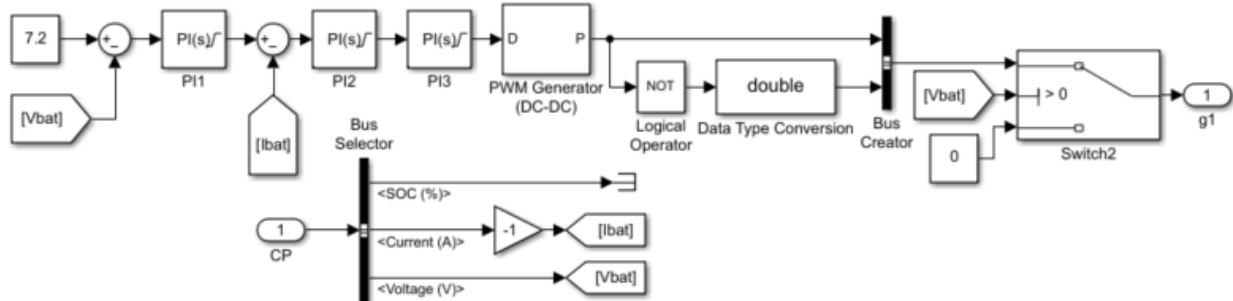 7.2
+
−
PI(s)
PI1
+
−
PI(s)
PI2
PI(s)
PI3
D
P
PWM Generator
(DC-DC)
NOT
Logical
Operator
double
Data Type Conversion
Bus
Creator
[Vbat]
> 0
0
Switch2
1
g1
[Vbat]
[Ibat]
Bus
Selector
1
CP
<SOC (%)>
<Current (A)>
-1
[Ibat]
<Voltage (V)>
[Vbat]